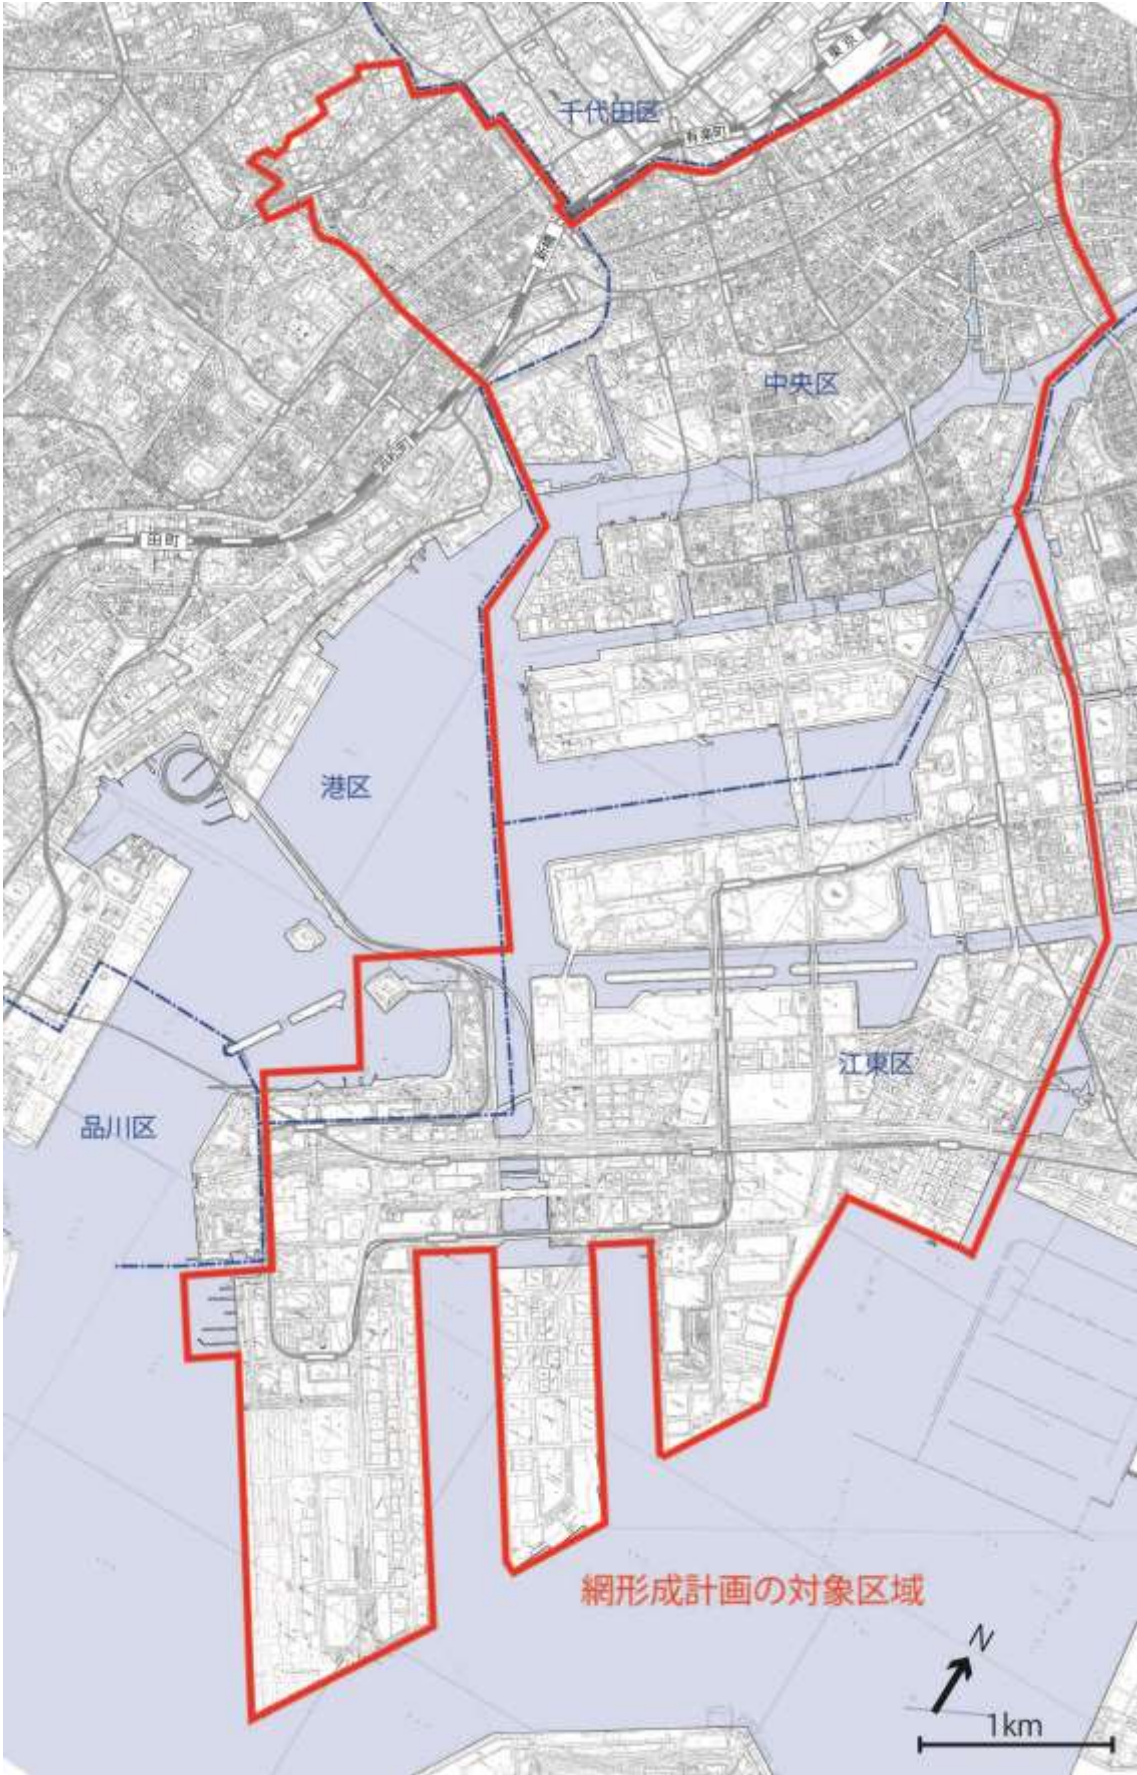 東京
千代田区
有楽町
新橋
中央区
浜松町
田町
港区
江東区
品川区
網形成計画の対象区域
N
1km